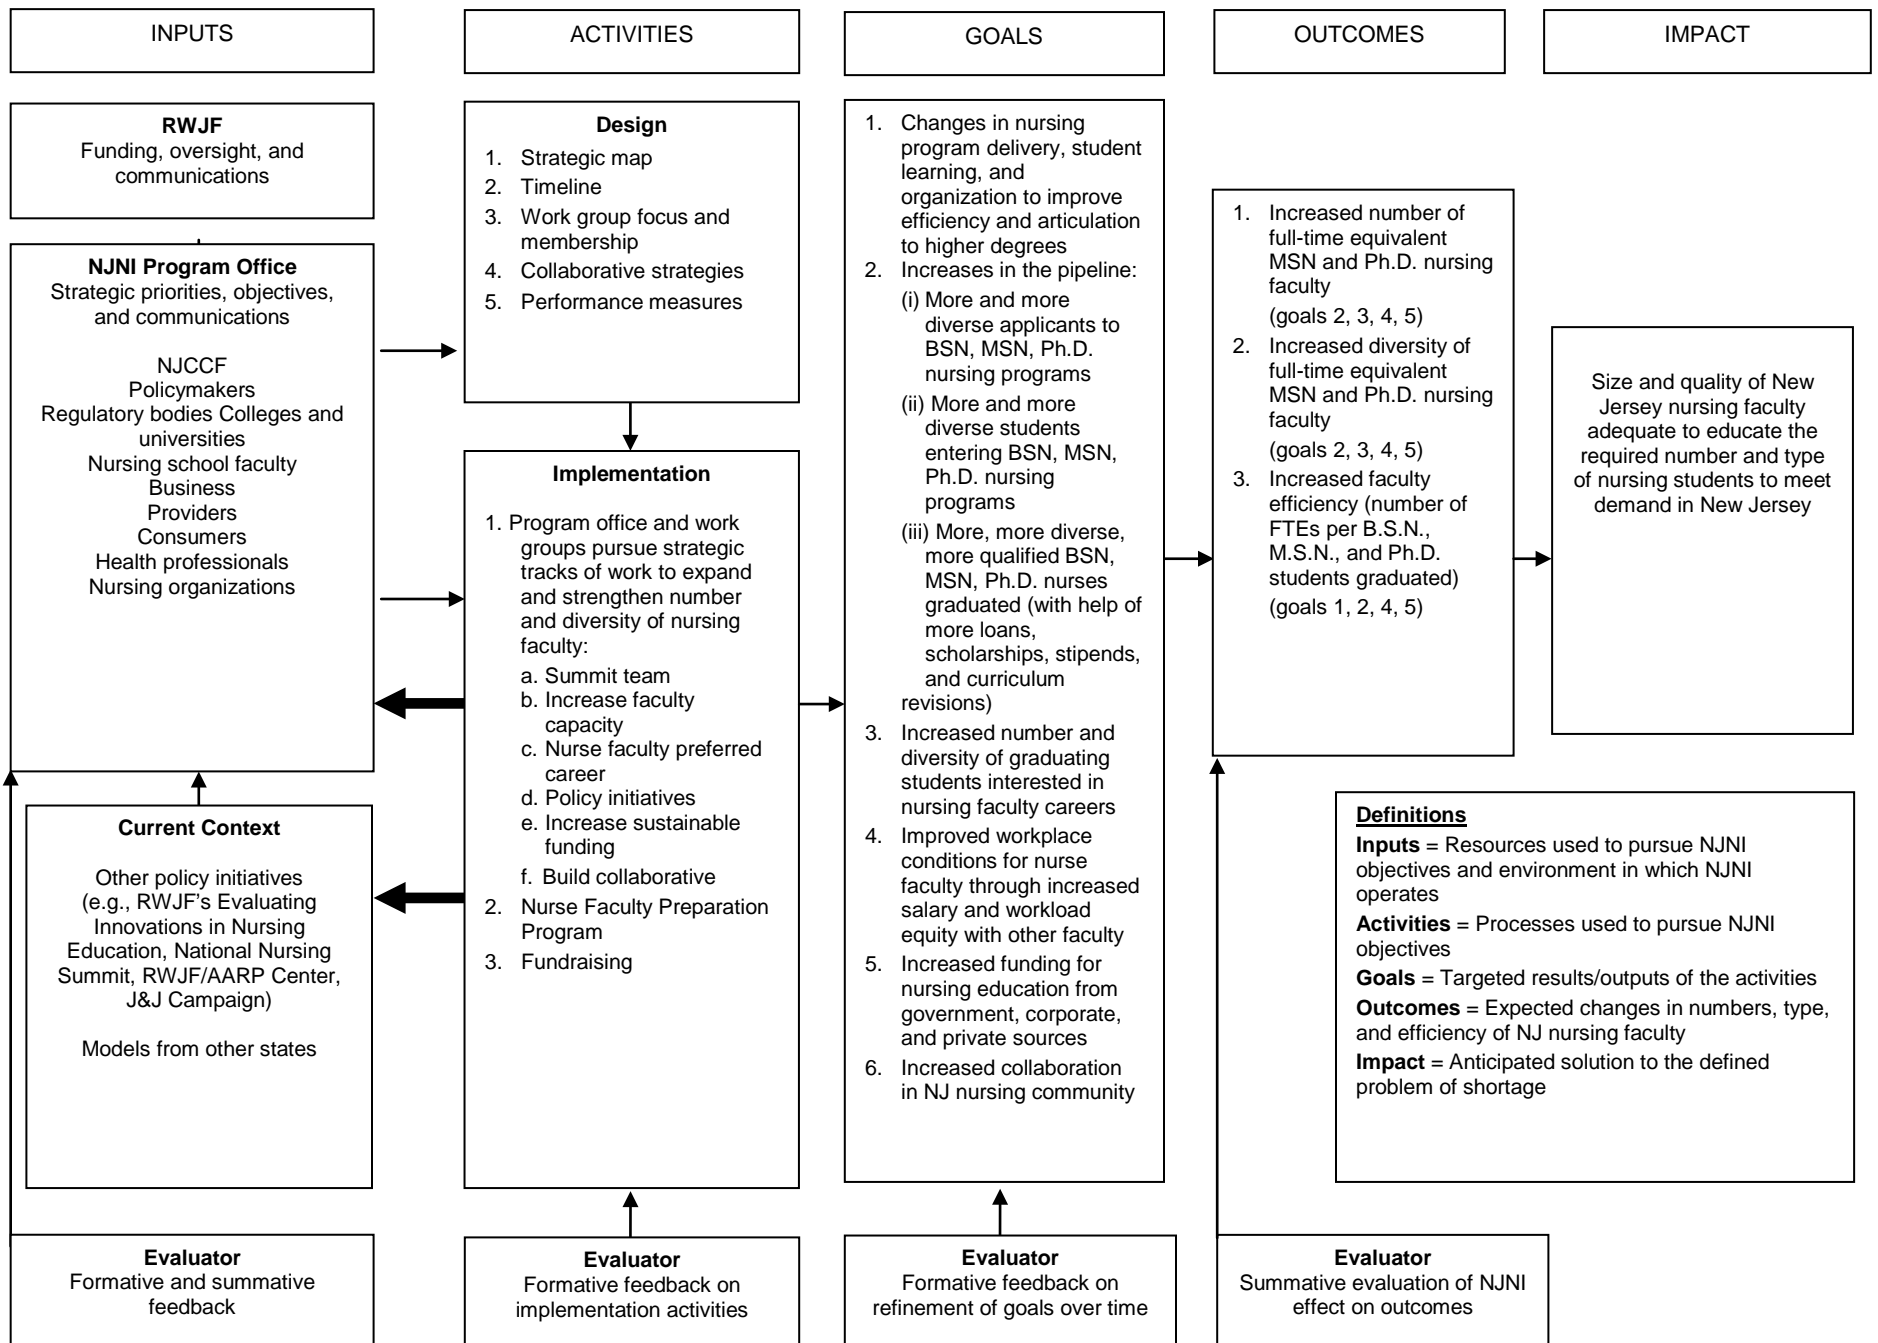 INPUTS
ACTIVITIES
GOALS
OUTCOMES
IMPACT
RWJF
Funding, oversight, and
communications
NJNI Program Office
Strategic priorities, objectives,
and communications
NJCCF
Policymakers
Regulatory bodies Colleges and
universities
Nursing school faculty
Business
Providers
Consumers
Health professionals
Nursing organizations
Current Context
Other policy initiatives
(e.g., RWJF's Evaluating
Innovations in Nursing
Education, National Nursing
Summit, RWJF/AARP Center,
J&J Campaign)
Models from other states
Evaluator
Formative and summative
feedback
Design
1. Strategic map
2. Timeline
3. Work group focus and
membership
4. Collaborative strategies
5. Performance measures
Implementation
1. Program office and work
groups pursue strategic
tracks of work to expand
and strengthen number
and diversity of nursing
faculty:
a. Summit team
b. Increase faculty
capacity
c. Nurse faculty preferred
career
d. Policy initiatives
e. Increase sustainable
funding
f. Build collaborative
2. Nurse Faculty Preparation
Program
3. Fundraising
Evaluator
Formative feedback on
implementation activities
1. Changes in nursing
program delivery, student
learning, and
organization to improve
efficiency and articulation
to higher degrees
2. Increases in the pipeline:
(i) More and more
diverse applicants to
BSN, MSN, Ph.D.
nursing programs
(ii) More and more
diverse students
entering BSN, MSN,
Ph.D. nursing
programs
(iii) More, more diverse,
more qualified BSN,
MSN, Ph.D. nurses
graduated (with help of
more loans,
scholarships, stipends,
and curriculum
revisions)
3. Increased number and
diversity of graduating
students interested in
nursing faculty careers
4. Improved workplace
conditions for nurse
faculty through increased
salary and workload
equity with other faculty
5. Increased funding for
nursing education from
government, corporate,
and private sources
6. Increased collaboration
in NJ nursing community
Evaluator
Formative feedback on
refinement of goals over time
1. Increased number of
full-time equivalent
MSN and Ph.D. nursing
faculty
(goals 2, 3, 4, 5)
2. Increased diversity of
full-time equivalent
MSN and Ph.D. nursing
faculty
(goals 2, 3, 4, 5)
3. Increased faculty
efficiency (number of
FTEs per B.S.N.,
M.S.N., and Ph.D.
students graduated)
(goals 1, 2, 4, 5)
Evaluator
Summative evaluation of NJNI
effect on outcomes
Size and quality of New
Jersey nursing faculty
adequate to educate the
required number and type
of nursing students to meet
demand in New Jersey
Definitions
Inputs = Resources used to pursue NJNI
objectives and environment in which NJNI
operates
Activities = Processes used to pursue NJNI
objectives
Goals = Targeted results/outputs of the activities
Outcomes = Expected changes in numbers, type,
and efficiency of NJ nursing faculty
Impact = Anticipated solution to the defined
problem of shortage